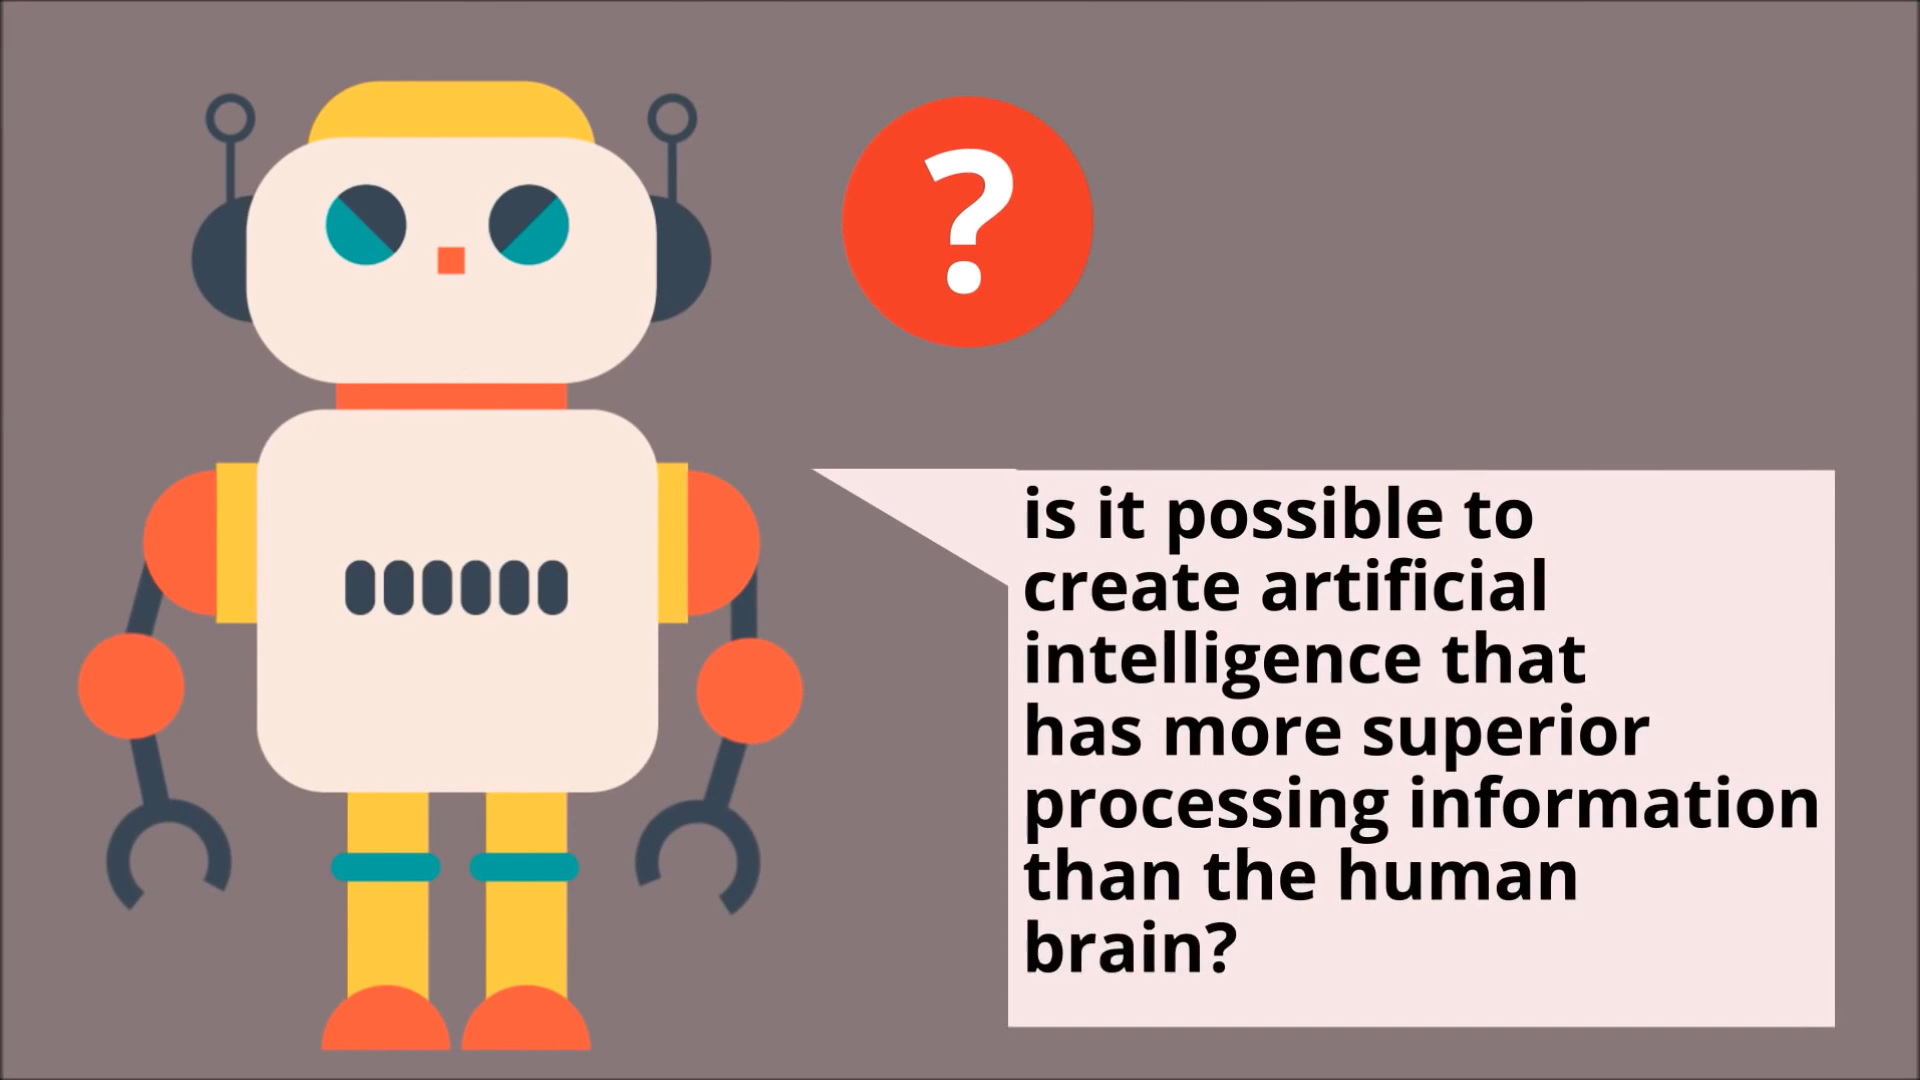 ?
is it possible to
create artificial
intelligence that
has more superior
processing information
than the human
brain?